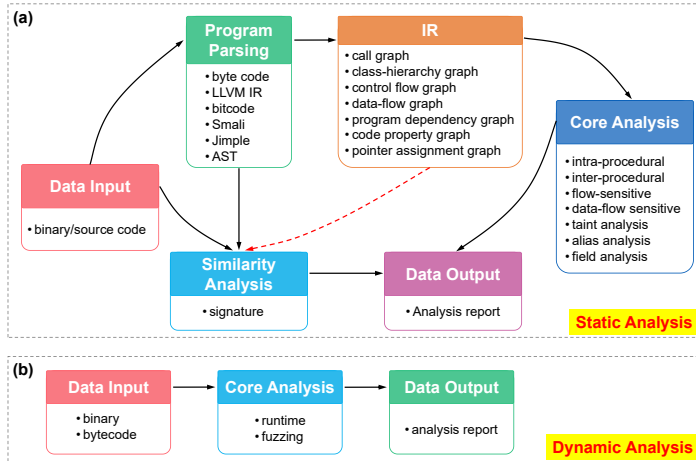 (a)
Program
Parsing
• byte code
• LLVM IR
• bitcode
• Smali
• Jimple
• AST
IR
• call graph
• class-hierarchy graph
• control flow graph
• data-flow graph
• program dependency graph
• code property graph
• pointer assignment graph
Core Analysis
• intra-procedural
• inter-procedural
• flow-sensitive
• data-flow sensitive
• taint analysis
• alias analysis
• field analysis
Data Input
• binary/source code
Similarity
Analysis
• signature
Data Output
• Analysis report
Static Analysis
(b)
Data Input
• binary
• bytecode
Core Analysis
• runtime
• fuzzing
Data Output
• analysis report
Dynamic Analysis